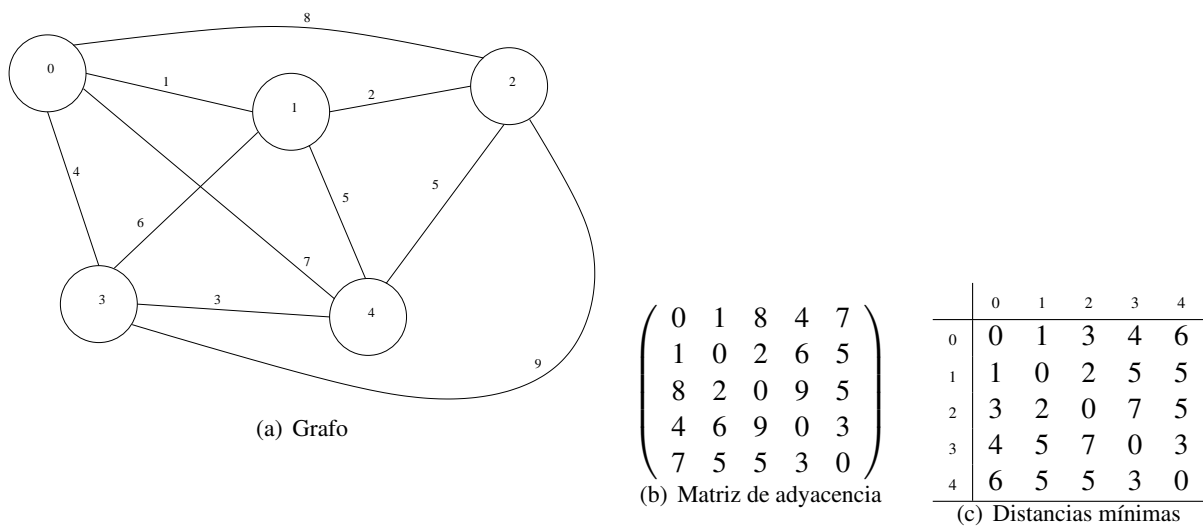 8
0
2
1
1
2
4
5
5
6
7
3
3
4
9
(a) Grafo
0 1 8 4 7
1 0 2 6 5
8 2 0 9 5
4 6 9 0 3
7 5 5 3 0
(b) Matriz de adyacencia
0 1 2 3 4
0 0 1 3 4 6
1 1 0 2 5 5
2 3 2 0 7 5
3 4 5 7 0 3
4 6 5 5 3 0
(c) Distancias mínimas